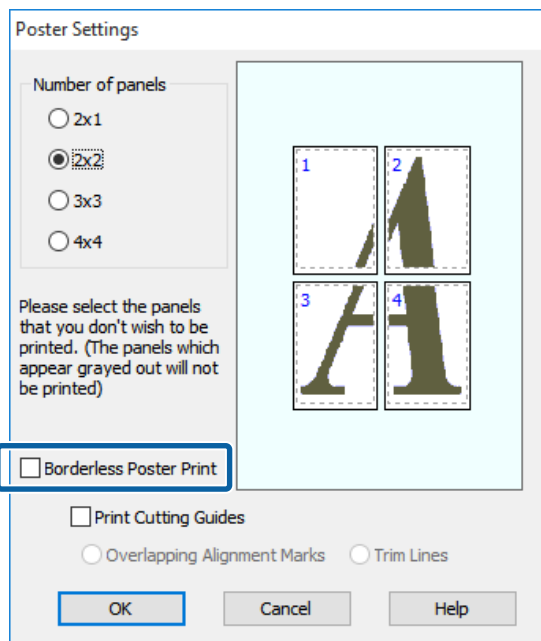 Poster Settings
Number of panels
2x1
2x2
3x3
4x4
Please select the panels
that you don't wish to be
printed. (The panels which
appear grayed out will not
be printed)
1
2
A
3
4
Borderless Poster Print
Print Cutting Guides
Overlapping Alignment Marks
Trim Lines
OK
Cancel
Help